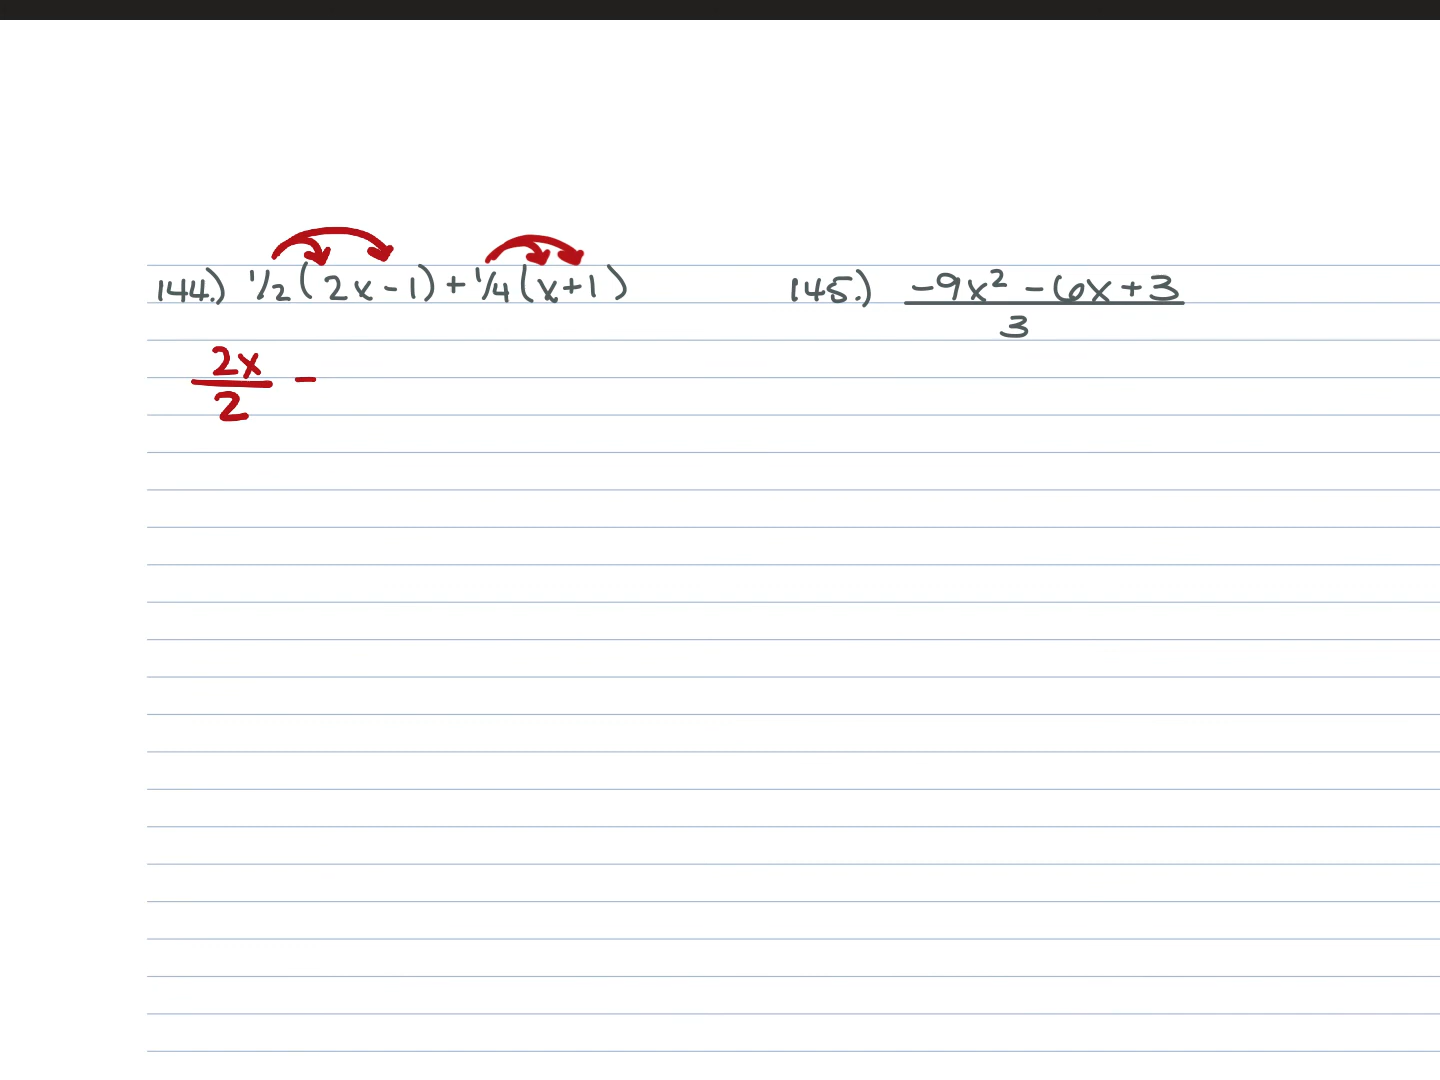 144.) 1/2 (2x - 1) + 1/4 (x + 1)
2x/2 -
145.) -9x² - 6x + 3
3